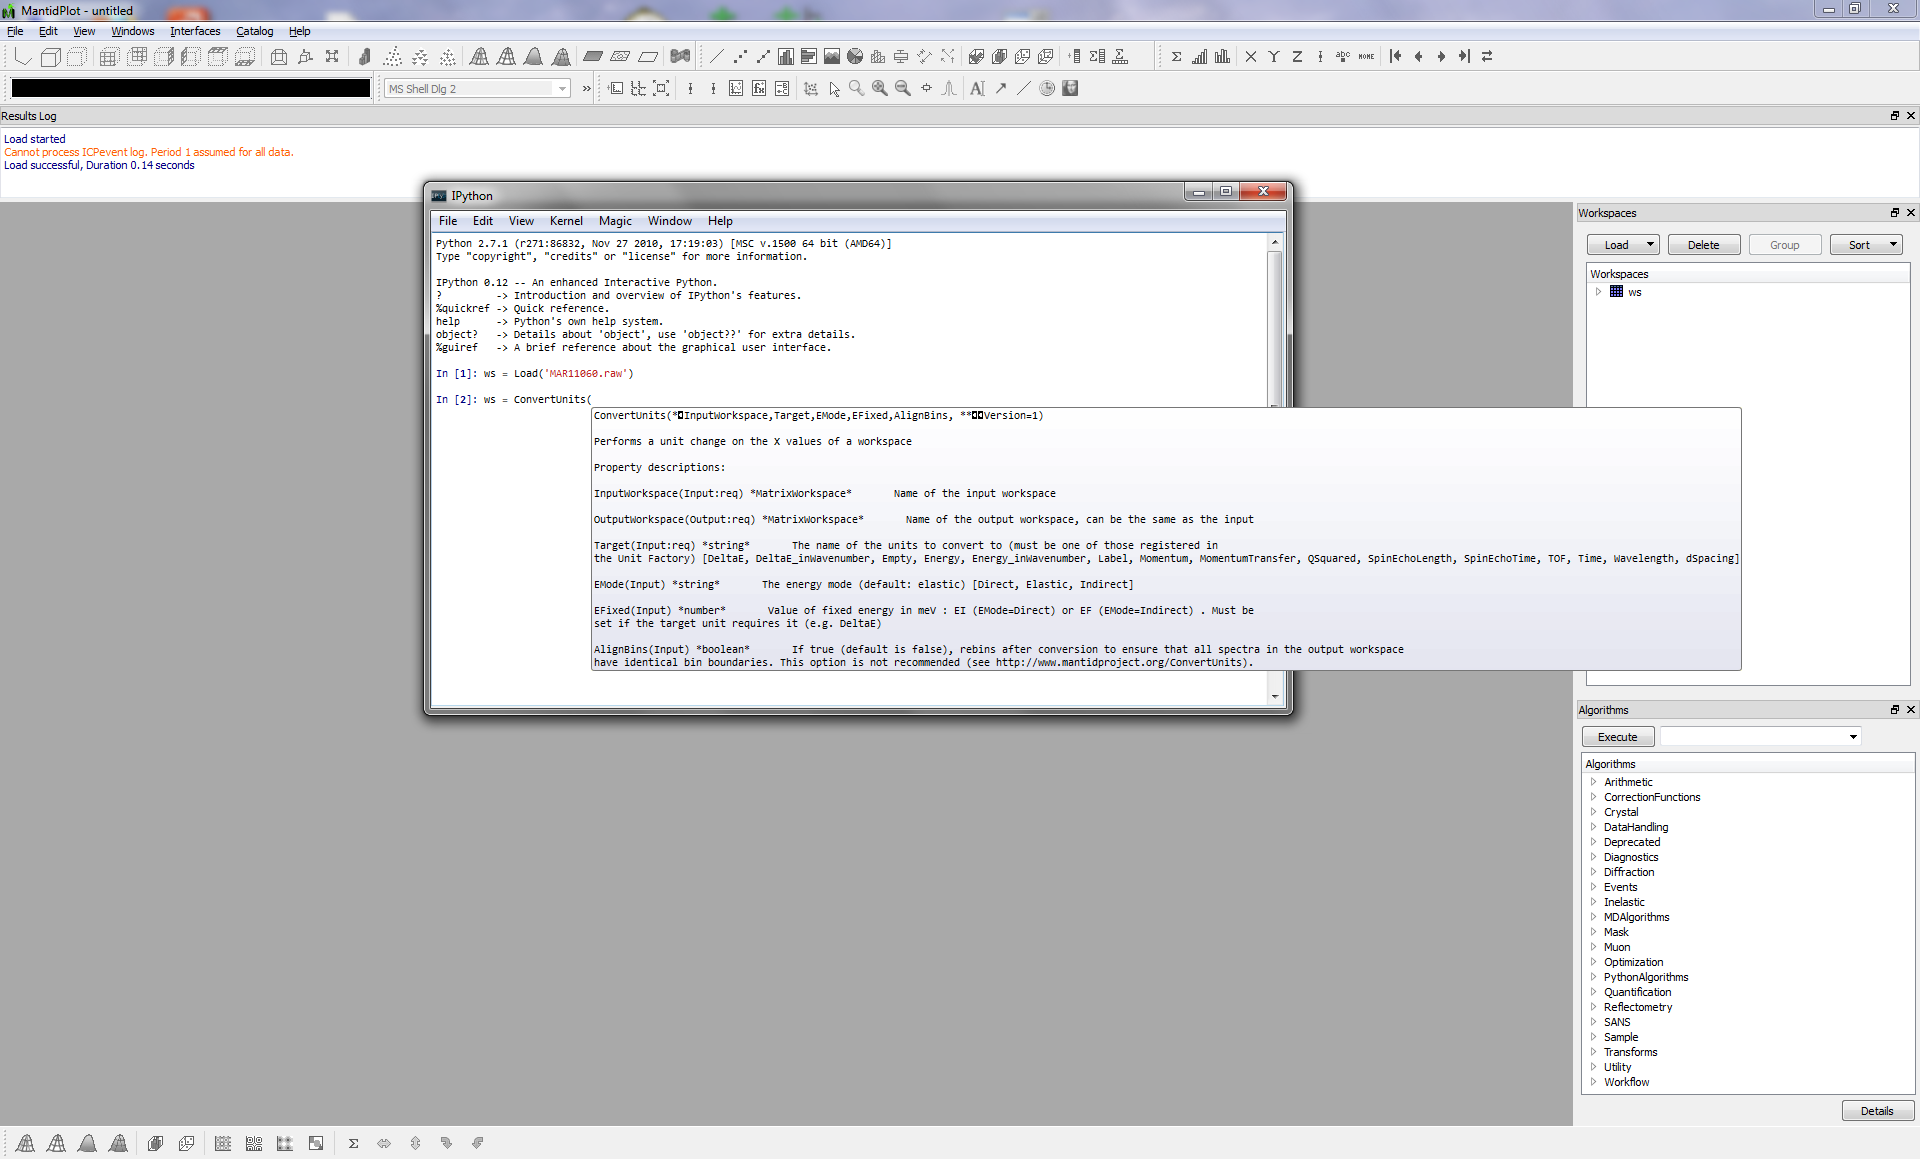 MantidPlot - untitled
File Edit View Windows Interfaces Catalog Help
MS Shell Dlg 2
Results Log
Load started
Cannot process ICPevent log. Period 1 assumed for all data.
Load successful, Duration 0.14 seconds
IPython
File Edit View Kernel Magic Window Help
Python 2.7.1 (r271:86832, Nov 27 2010, 17:19:03) [MSC v.1500 64 bit (AMD64)]
Type "copyright", "credits" or "license" for more information.
IPython 0.12 -- An enhanced Interactive Python.
? -> Introduction and overview of IPython's features.
%quickref -> Quick reference.
help -> Python's own help system.
object? -> Details about 'object', use 'object??' for extra details.
%guiref -> A brief reference about the graphical user interface.
In [1]: ws = Load('MAR11060.raw')
In [2]: ws = ConvertUnits(
ConvertUnits(*InputWorkspace,Target,EMode,EFixed,AlignBins, **Version=1)
Performs a unit change on the X values of a workspace
Property descriptions:
InputWorkspace(Input:req) *MatrixWorkspace* Name of the input workspace
OutputWorkspace(Output:req) *MatrixWorkspace* Name of the output workspace, can be the same as the input
Target(Input:req) *string* The name of the units to convert to (must be one of those registered in
the Unit Factory) [DeltaE, DeltaE_inWavenumber, Empty, Energy, Energy_inWavenumber, Label, Momentum, MomentumTransfer, QSquared, SpinEchoLength, SpinEchoTime, TOF, Time, Wavelength, dSpacing]
EMode(Input) *string* The energy mode (default: elastic) [Direct, Elastic, Indirect]
EFixed(Input) *number* Value of fixed energy in meV : EI (EMode=Direct) or EF (EMode=Indirect) . Must be
set if the target unit requires it (e.g. DeltaE)
AlignBins(Input) *boolean* If true (default is false), rebins after conversion to ensure that all spectra in the output workspace
have identical bin boundaries. This option is not recommended (see http://www.mantidproject.org/ConvertUnits).
Workspaces
Load Delete Group Sort
Workspaces
ws
Algorithms
Execute
Algorithms
Arithmetic
CorrectionFunctions
Crystal
DataHandling
Deprecated
Diagnostics
Diffraction
Events
Inelastic
MDAlgorithms
Mask
Muon
Optimization
PythonAlgorithms
Quantification
Reflectometry
SANS
Sample
Transforms
Utility
Workflow
Details